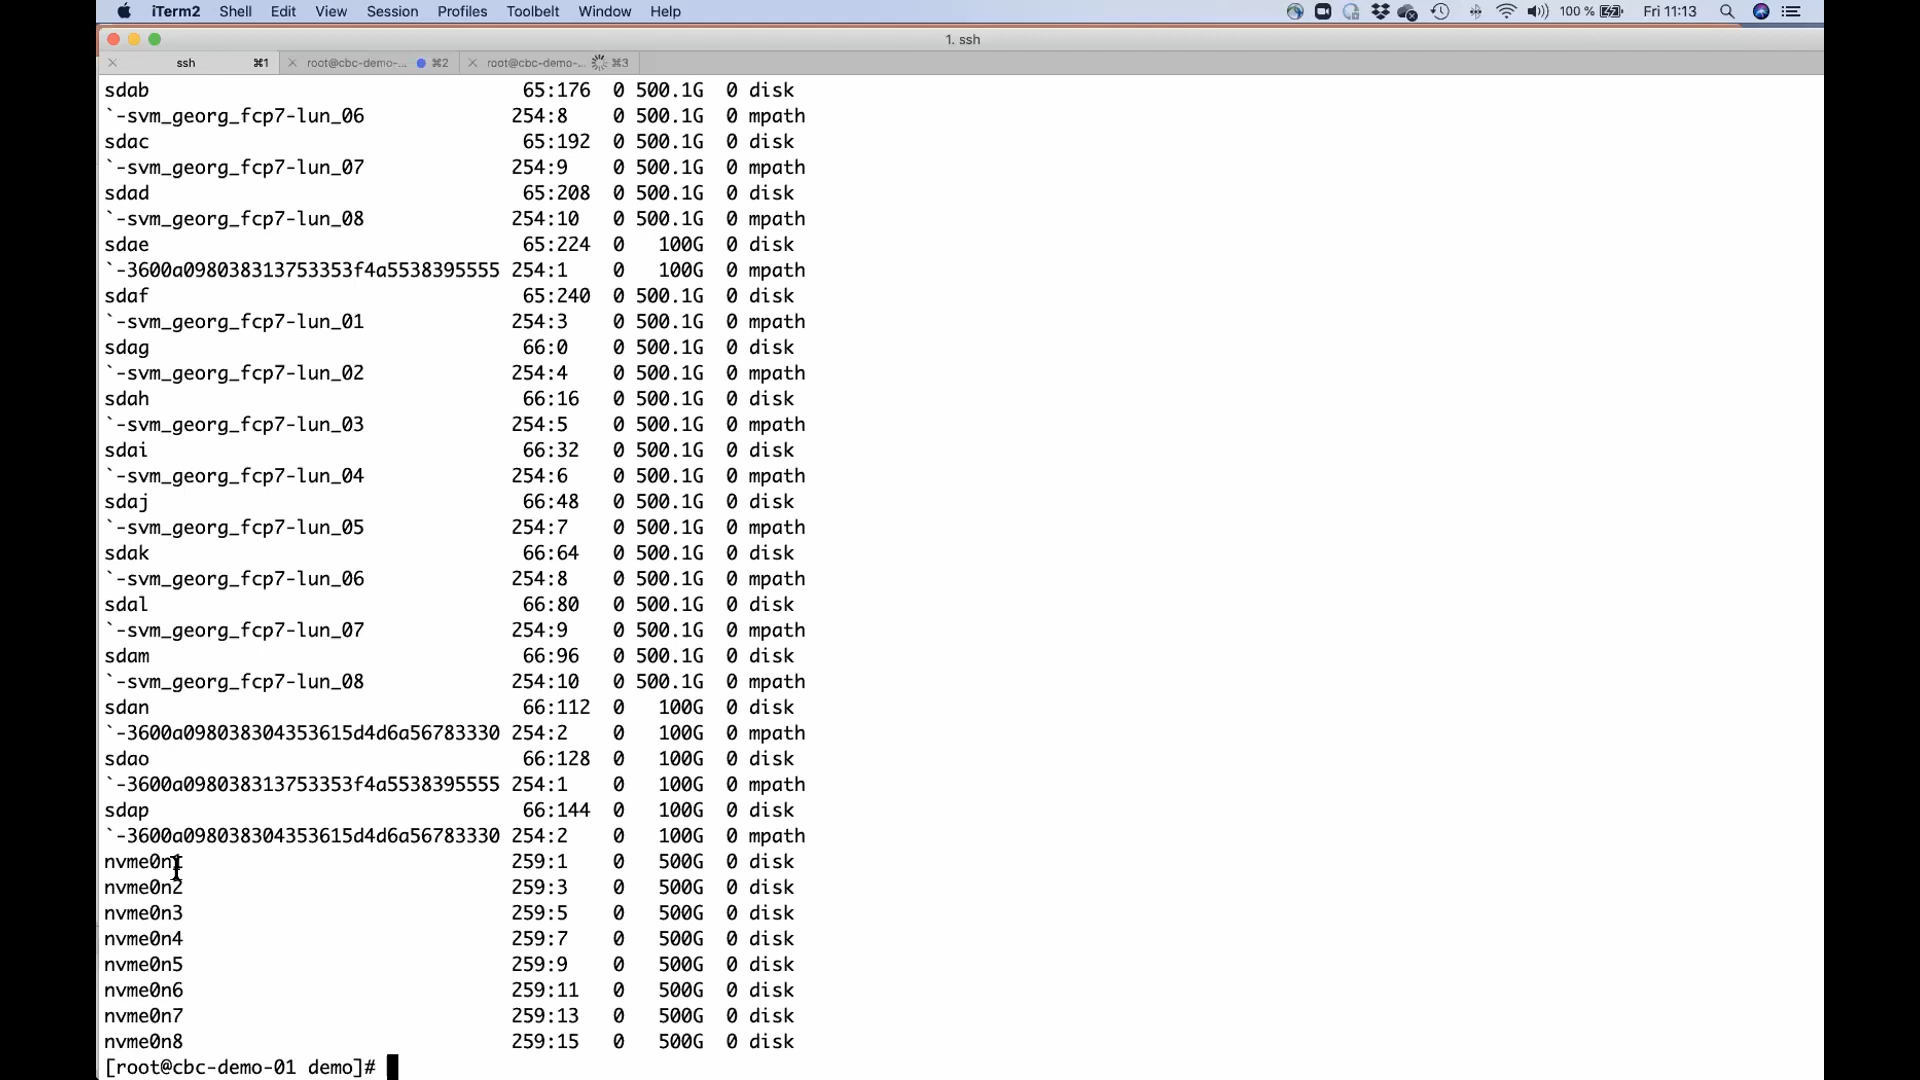 iTerm2 Shell Edit View Session Profiles Toolbelt Window Help 100 % Fri 11:13
1. ssh
ssh ⌘1 root@cbc-demo-... ⌘2 root@cbc-demo-... ⌘3
sdab 65:176 0 500.1G 0 disk
`-svm_georg_fcp7-lun_06 254:8 0 500.1G 0 mpath
sdac 65:192 0 500.1G 0 disk
`-svm_georg_fcp7-lun_07 254:9 0 500.1G 0 mpath
sdad 65:208 0 500.1G 0 disk
`-svm_georg_fcp7-lun_08 254:10 0 500.1G 0 mpath
sdae 65:224 0 100G 0 disk
`-3600a098038313753353f4a5538395555 254:1 0 100G 0 mpath
sdaf 65:240 0 500.1G 0 disk
`-svm_georg_fcp7-lun_01 254:3 0 500.1G 0 mpath
sdag 66:0 0 500.1G 0 disk
`-svm_georg_fcp7-lun_02 254:4 0 500.1G 0 mpath
sdah 66:16 0 500.1G 0 disk
`-svm_georg_fcp7-lun_03 254:5 0 500.1G 0 mpath
sdai 66:32 0 500.1G 0 disk
`-svm_georg_fcp7-lun_04 254:6 0 500.1G 0 mpath
sdaj 66:48 0 500.1G 0 disk
`-svm_georg_fcp7-lun_05 254:7 0 500.1G 0 mpath
sdak 66:64 0 500.1G 0 disk
`-svm_georg_fcp7-lun_06 254:8 0 500.1G 0 mpath
sdal 66:80 0 500.1G 0 disk
`-svm_georg_fcp7-lun_07 254:9 0 500.1G 0 mpath
sdam 66:96 0 500.1G 0 disk
`-svm_georg_fcp7-lun_08 254:10 0 500.1G 0 mpath
sdan 66:112 0 100G 0 disk
`-3600a098038304353615d4d6a56783330 254:2 0 100G 0 mpath
sdao 66:128 0 100G 0 disk
`-3600a098038313753353f4a5538395555 254:1 0 100G 0 mpath
sdap 66:144 0 100G 0 disk
`-3600a098038304353615d4d6a56783330 254:2 0 100G 0 mpath
nvme0n1 259:1 0 500G 0 disk
nvme0n2 259:3 0 500G 0 disk
nvme0n3 259:5 0 500G 0 disk
nvme0n4 259:7 0 500G 0 disk
nvme0n5 259:9 0 500G 0 disk
nvme0n6 259:11 0 500G 0 disk
nvme0n7 259:13 0 500G 0 disk
nvme0n8 259:15 0 500G 0 disk
[root@cbc-demo-01 demo]#